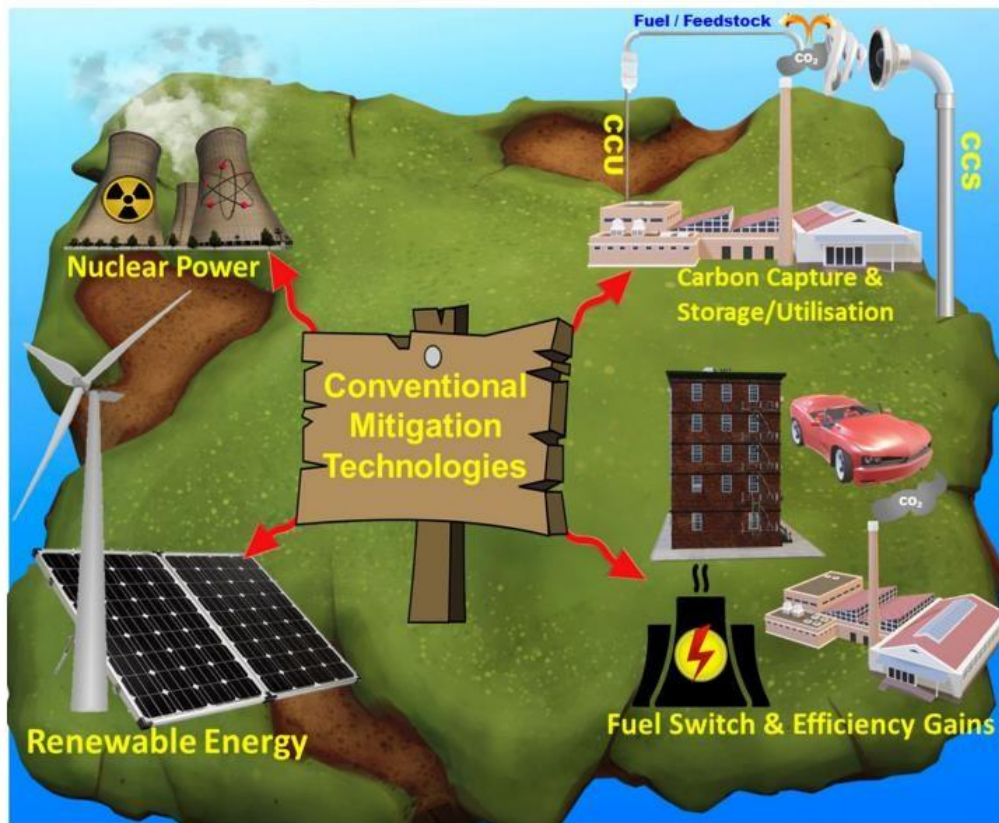 Fuel / Feedstock
CO₂
CCU
CCS
Nuclear Power
Carbon Capture &
Storage/Utilisation
Conventional
Mitigation
Technologies
CO₂
Renewable Energy
Fuel Switch & Efficiency Gains